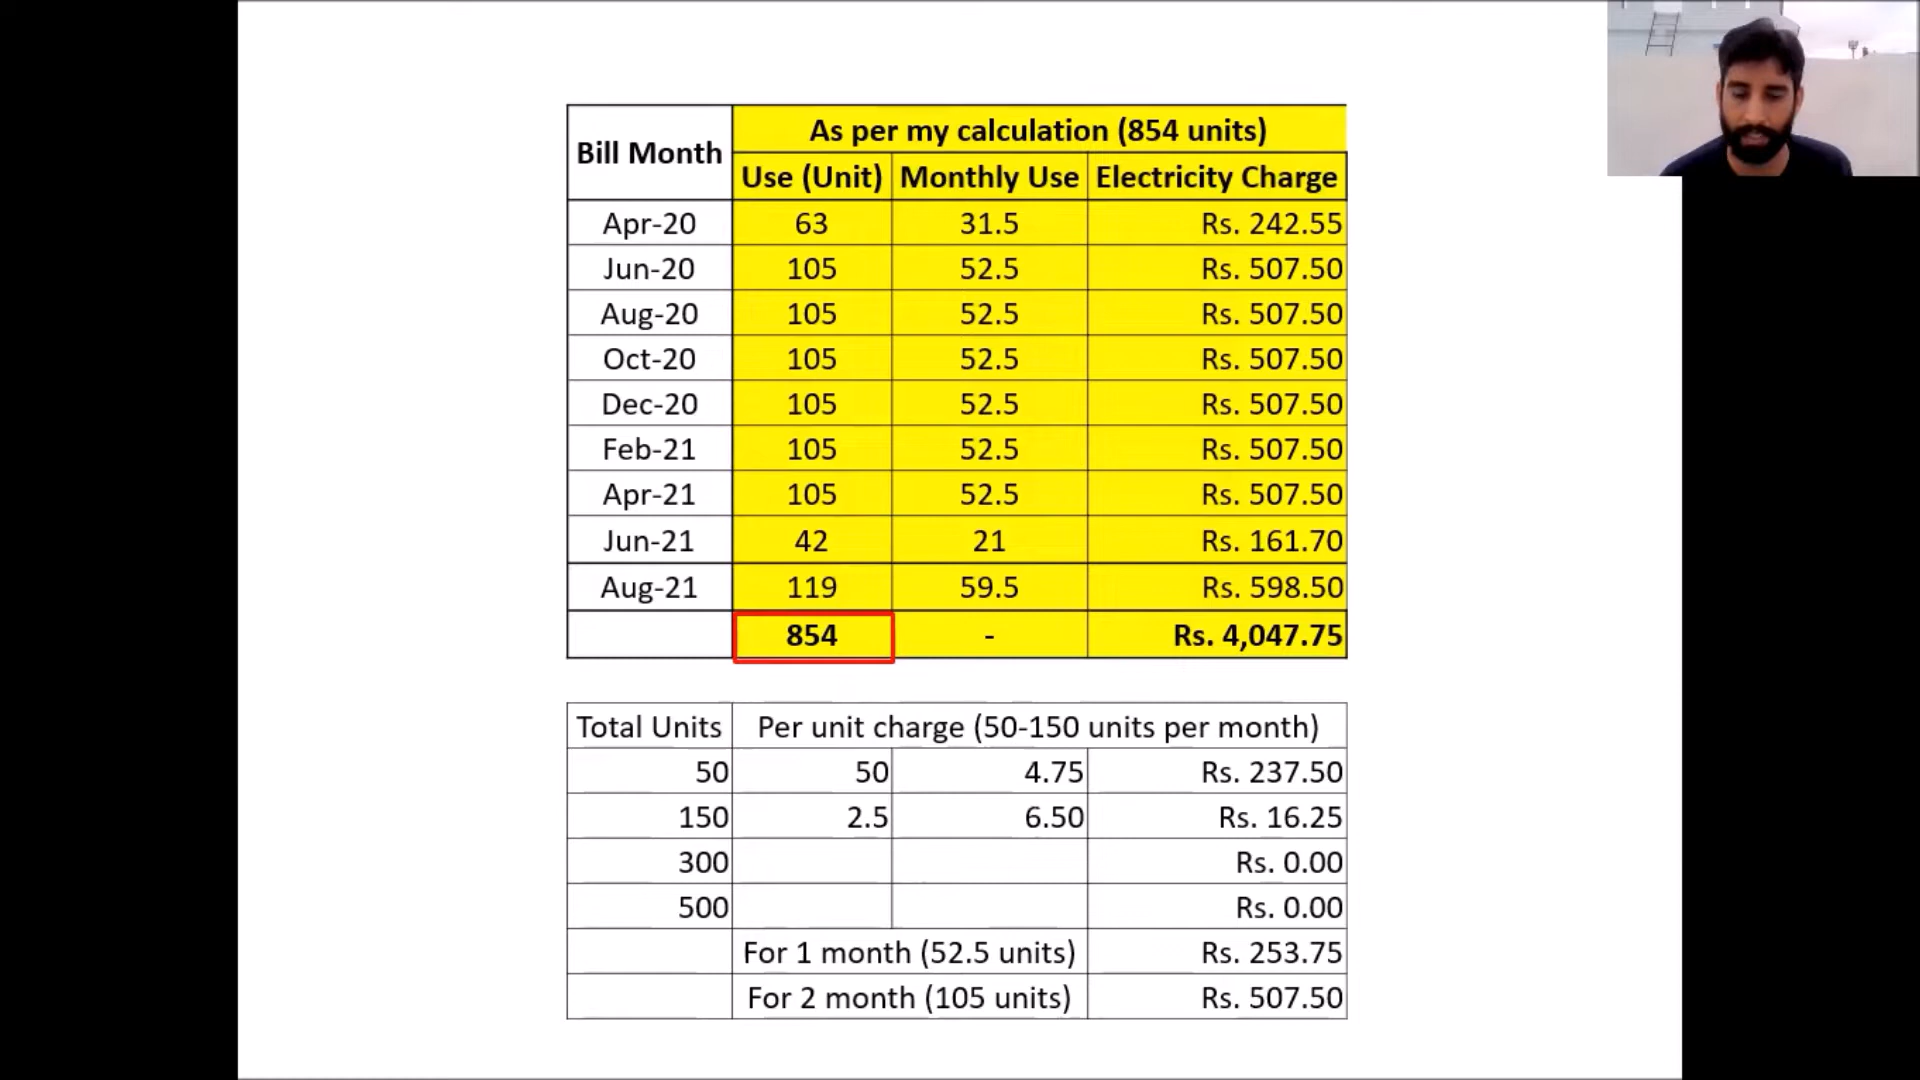 Bill Month As per my calculation (854 units)
Use (Unit) Monthly Use Electricity Charge
Apr-20 63 31.5 Rs. 242.55
Jun-20 105 52.5 Rs. 507.50
Aug-20 105 52.5 Rs. 507.50
Oct-20 105 52.5 Rs. 507.50
Dec-20 105 52.5 Rs. 507.50
Feb-21 105 52.5 Rs. 507.50
Apr-21 105 52.5 Rs. 507.50
Jun-21 42 21 Rs. 161.70
Aug-21 119 59.5 Rs. 598.50
854 - Rs. 4,047.75
Total Units Per unit charge (50-150 units per month)
50 50 4.75 Rs. 237.50
150 2.5 6.50 Rs. 16.25
300 Rs. 0.00
500 Rs. 0.00
For 1 month (52.5 units) Rs. 253.75
For 2 month (105 units) Rs. 507.50